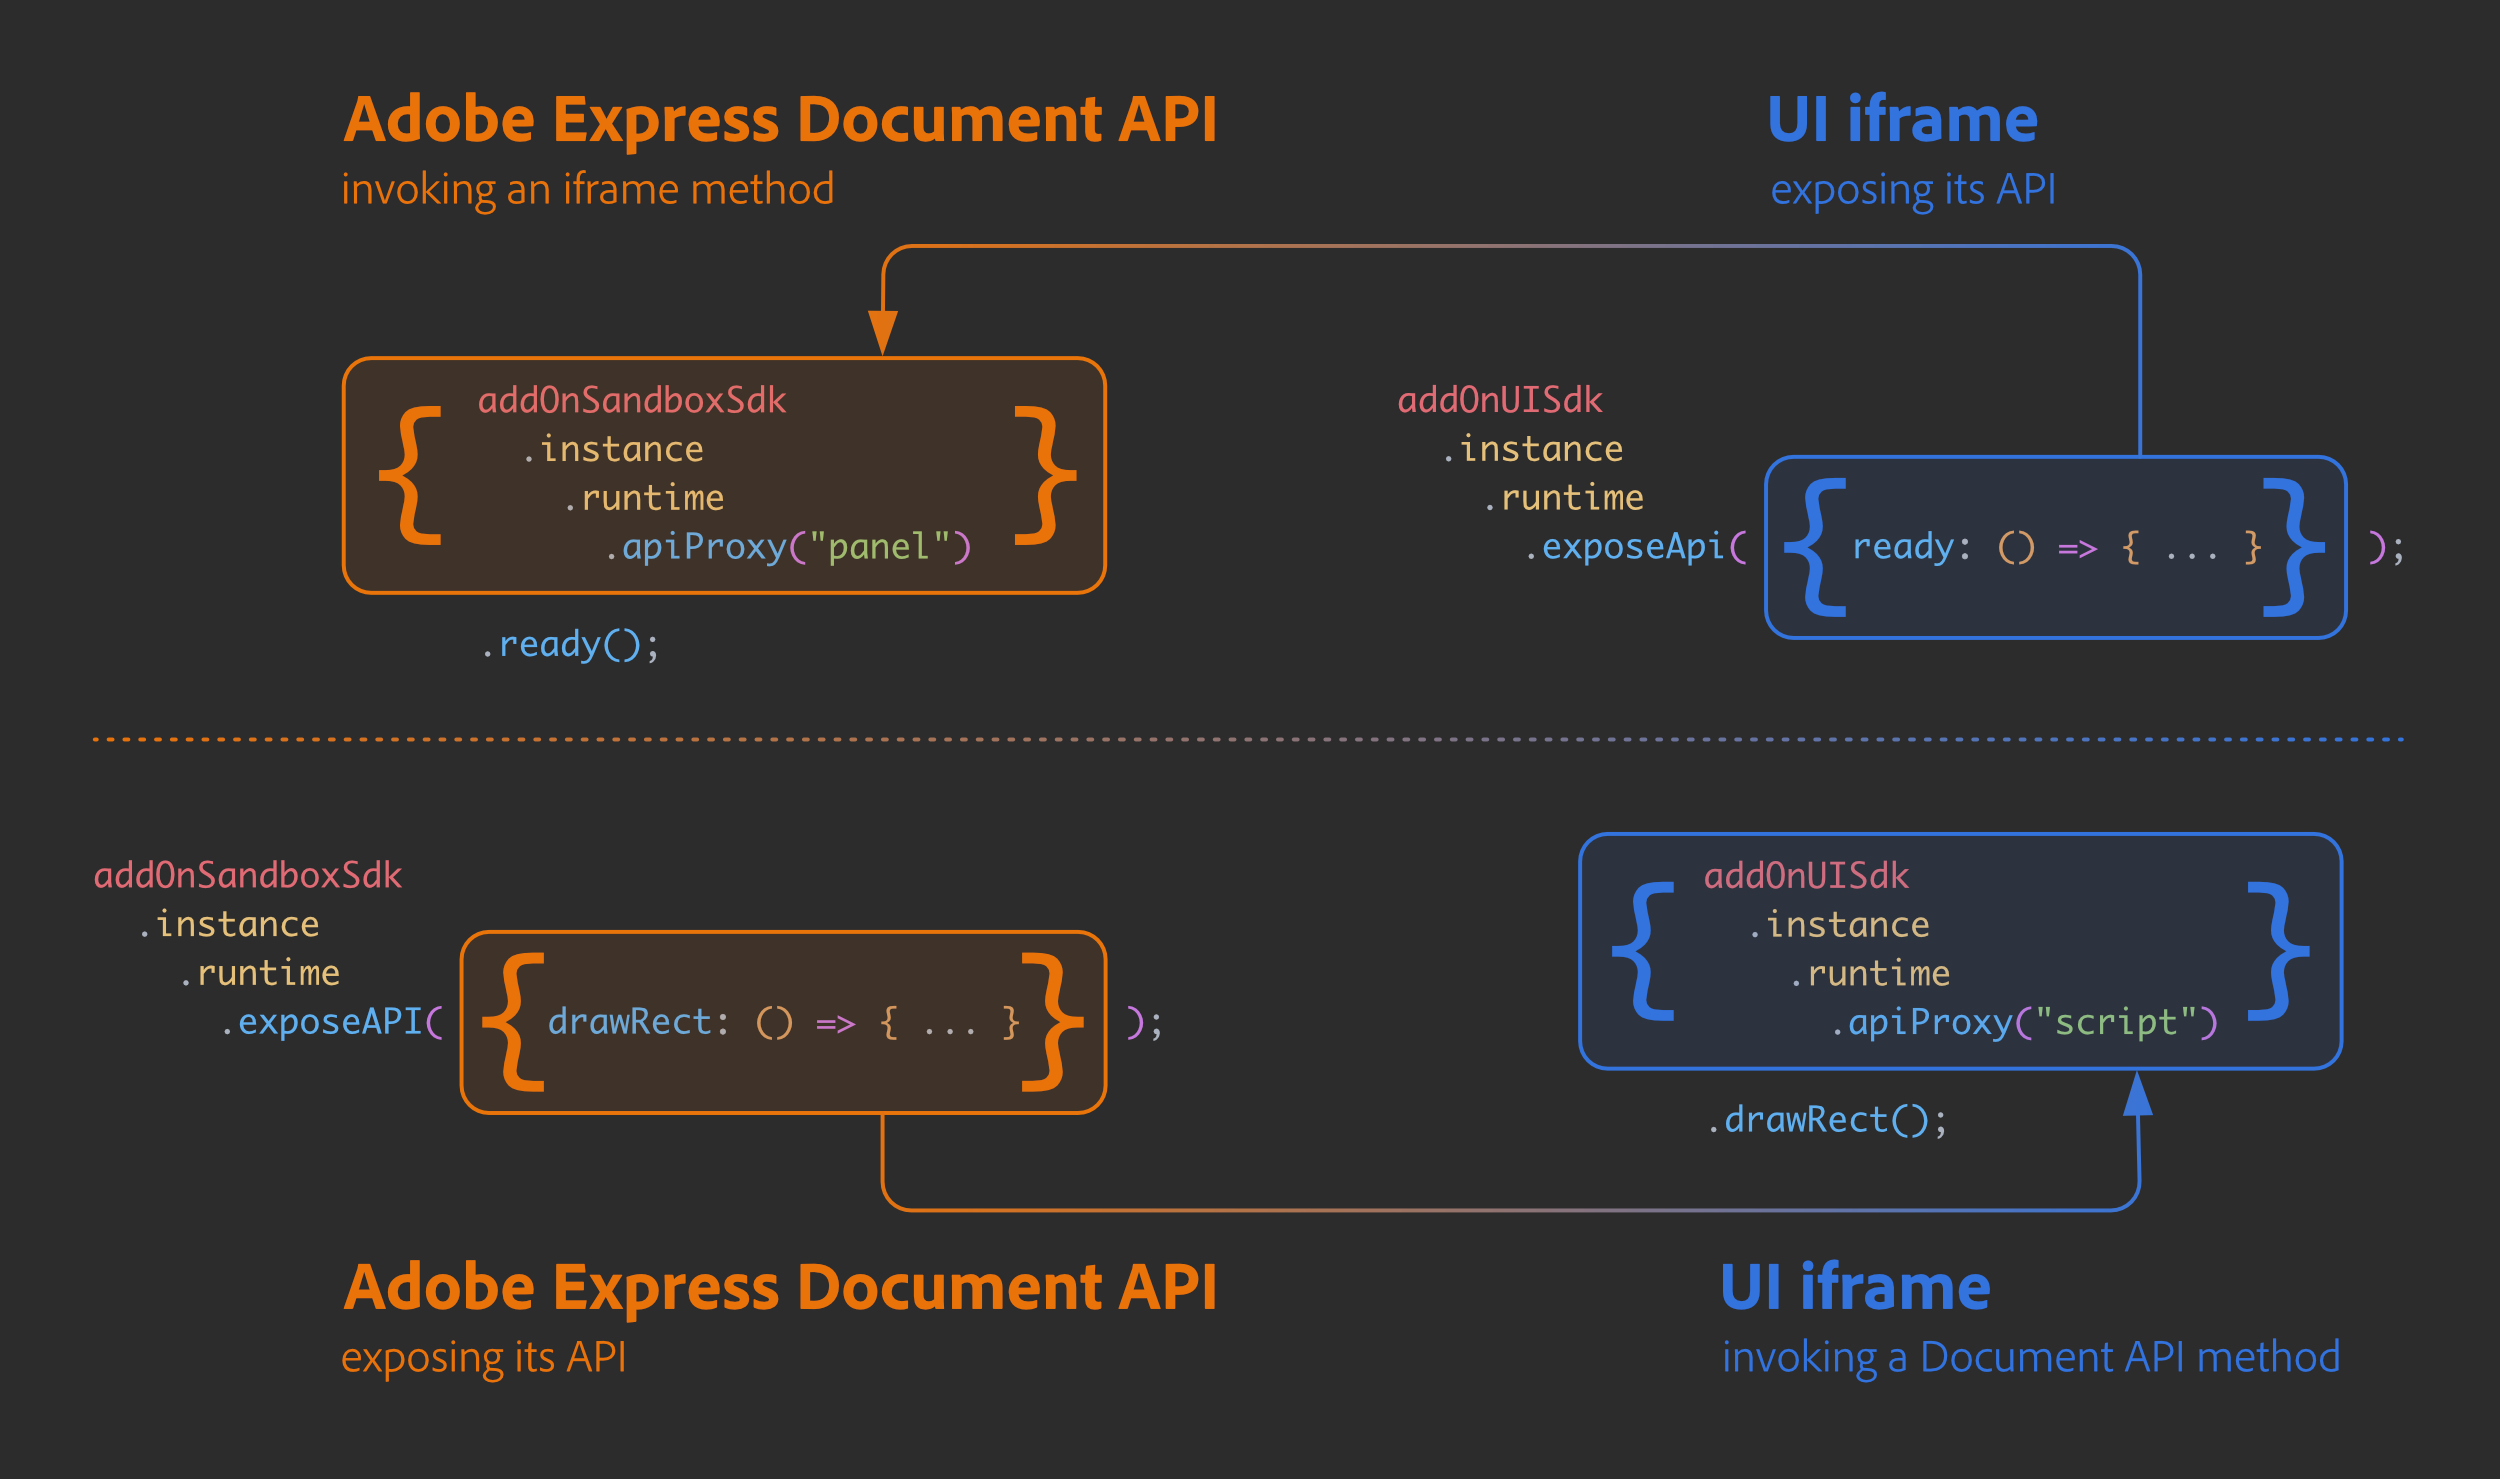 Adobe Express Document API
invoking an iframe method
UI iframe
exposing its API
{ addOnSandboxSdk
.instance
.runtime
.apiProxy("panel") }
.ready();
addOnUISdk
.instance
.runtime
.exposeApi( { ready: () => { ... } } );
addOnSandboxSdk
.instance
.runtime
.exposeAPI( { drawRect: () => { ... } } );
{ addOnUISdk
.instance
.runtime
.apiProxy("script") }
.drawRect();
Adobe Express Document API
exposing its API
UI iframe
invoking a Document API method